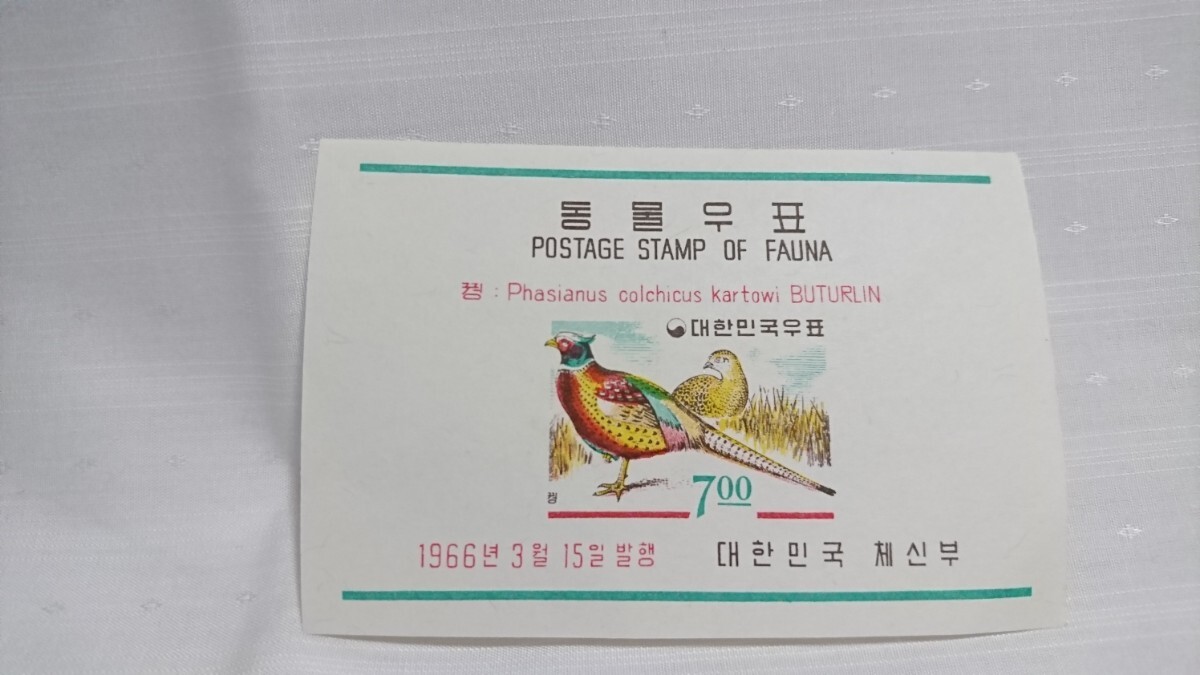 동물우표
POSTAGE STAMP OF FAUNA
꿩 : Phasianus colchicus kartowi BUTURLIN
대한민국우표
꿩
700
1966년 3월 15일 발행 대한민국 체신부